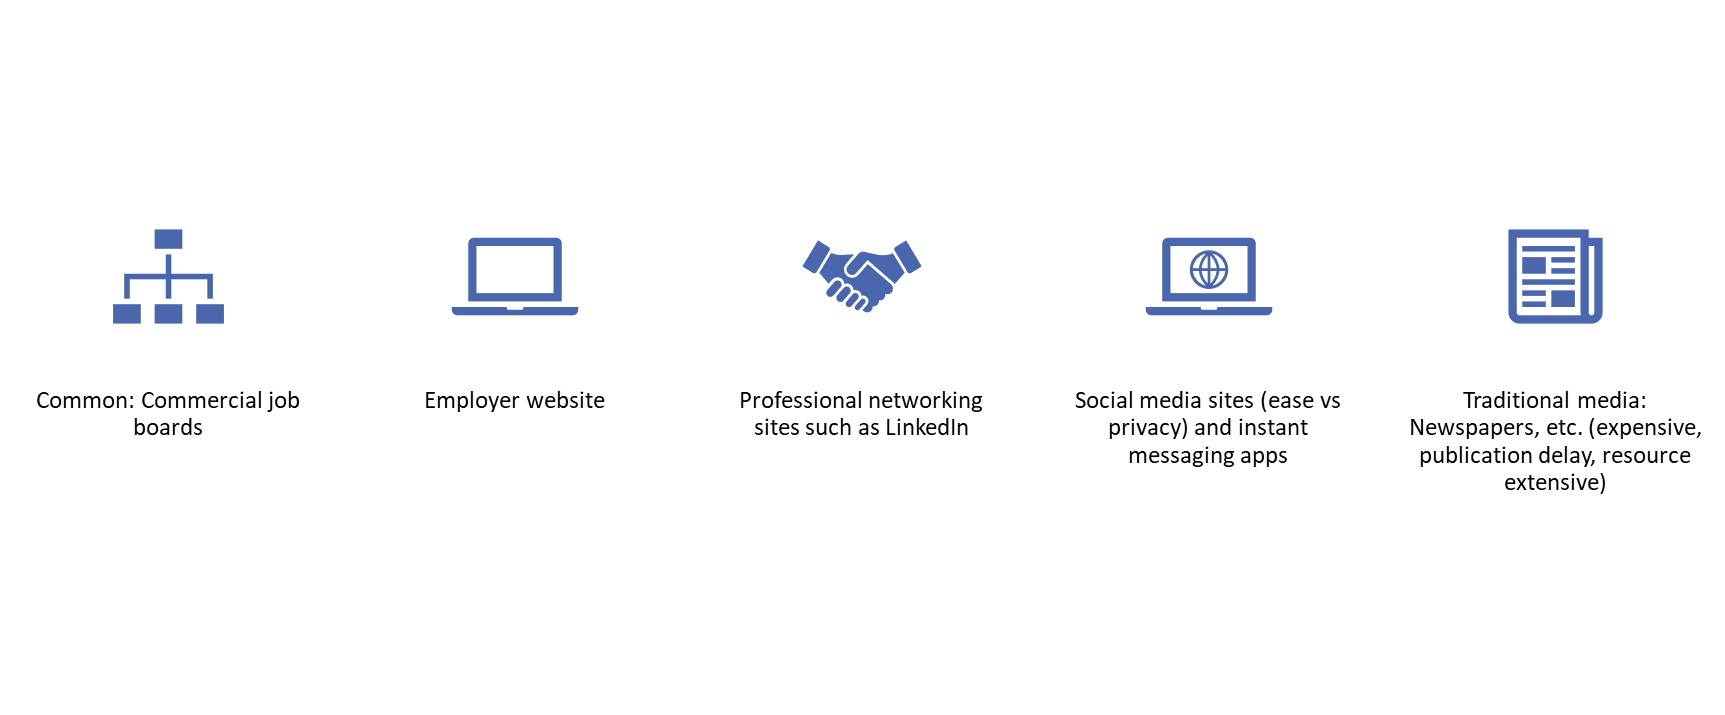 Common: Commercial job
boards
Employer website
Professional networking
sites such as LinkedIn
Social media sites (ease vs
privacy) and instant
messaging apps
Traditional media:
Newspapers, etc. (expensive,
publication delay, resource
extensive)